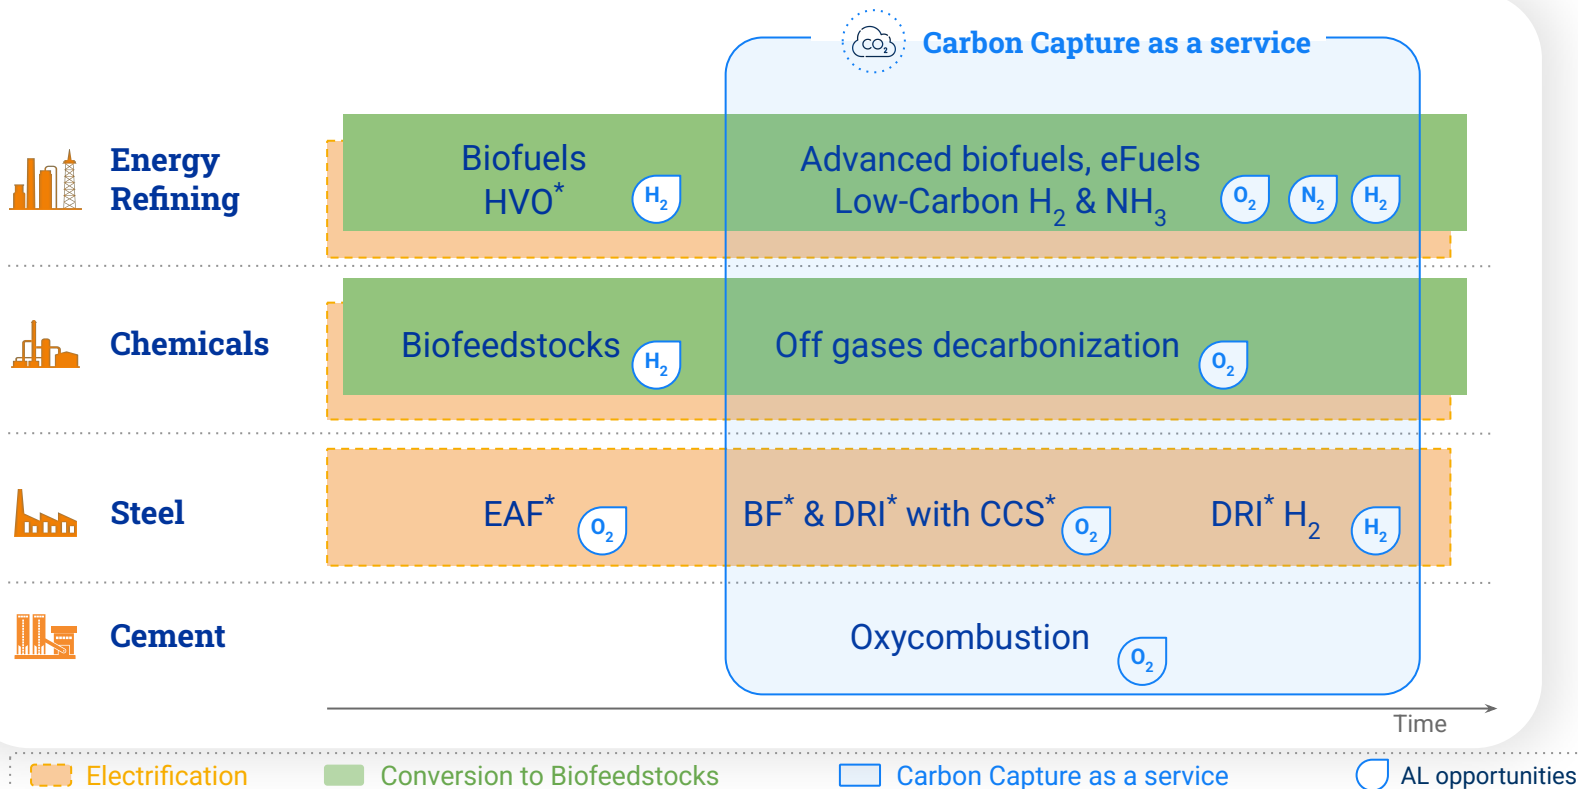 CO2
Carbon Capture as a service
Energy
Refining
Biofuels
HVO*
H2
Advanced biofuels, eFuels
Low-Carbon H2 & NH3
O2
N2
H2
Chemicals
Biofeedstocks
H2
Off gases decarbonization
O2
Steel
EAF*
O2
BF* & DRI* with CCS*
O2
DRI* H2
H2
Cement
Oxycombustion
O2
Time
Electrification
Conversion to Biofeedstocks
Carbon Capture as a service
AL opportunities